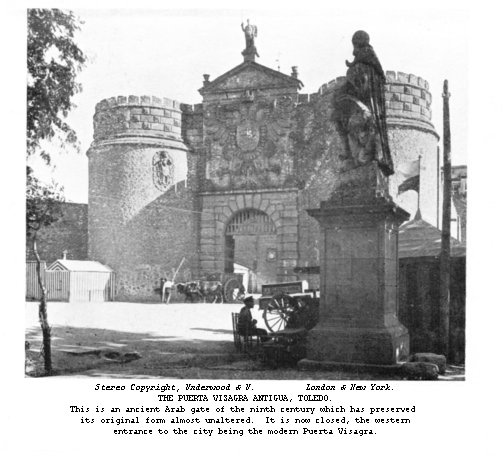 Stereo Copyright, Underwood & U. London & New York.
THE PUERTA VISAGRA ANTIGUA, TOLEDO.
This is an ancient Arab gate of the ninth century which has preserved
its original form almost unaltered. It is now closed, the western
entrance to the city being the modern Puerta Visagra.